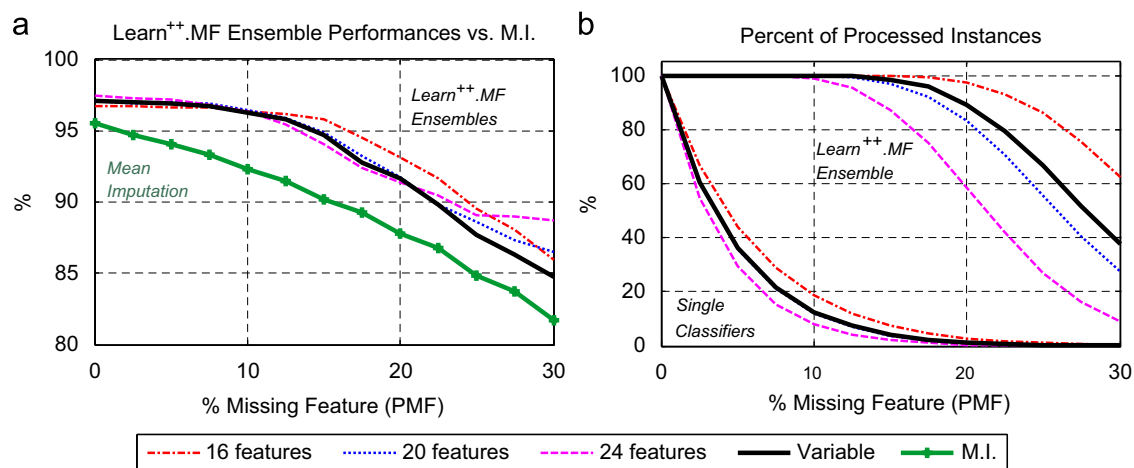 a
Learn++.MF Ensemble Performances vs. M.I.
100
95
90
85
80
%
Learn++.MF
Ensembles
Mean
Imputation
0
10
20
30
% Missing Feature (PMF)
b
Percent of Processed Instances
100
80
60
40
20
0
%
Learn++.MF
Ensemble
Single
Classifiers
0
10
20
30
% Missing Feature (PMF)
16 features
20 features
24 features
Variable
M.I.